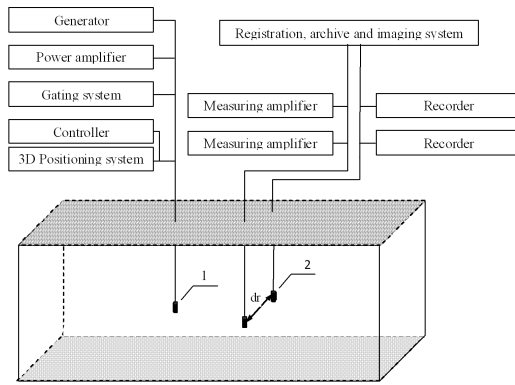 Generator
Power amplifier
Gating system
Controller
3D Positioning system
Registration, archive and imaging system
Measuring amplifier
Recorder
Measuring amplifier
Recorder
1
2
dr